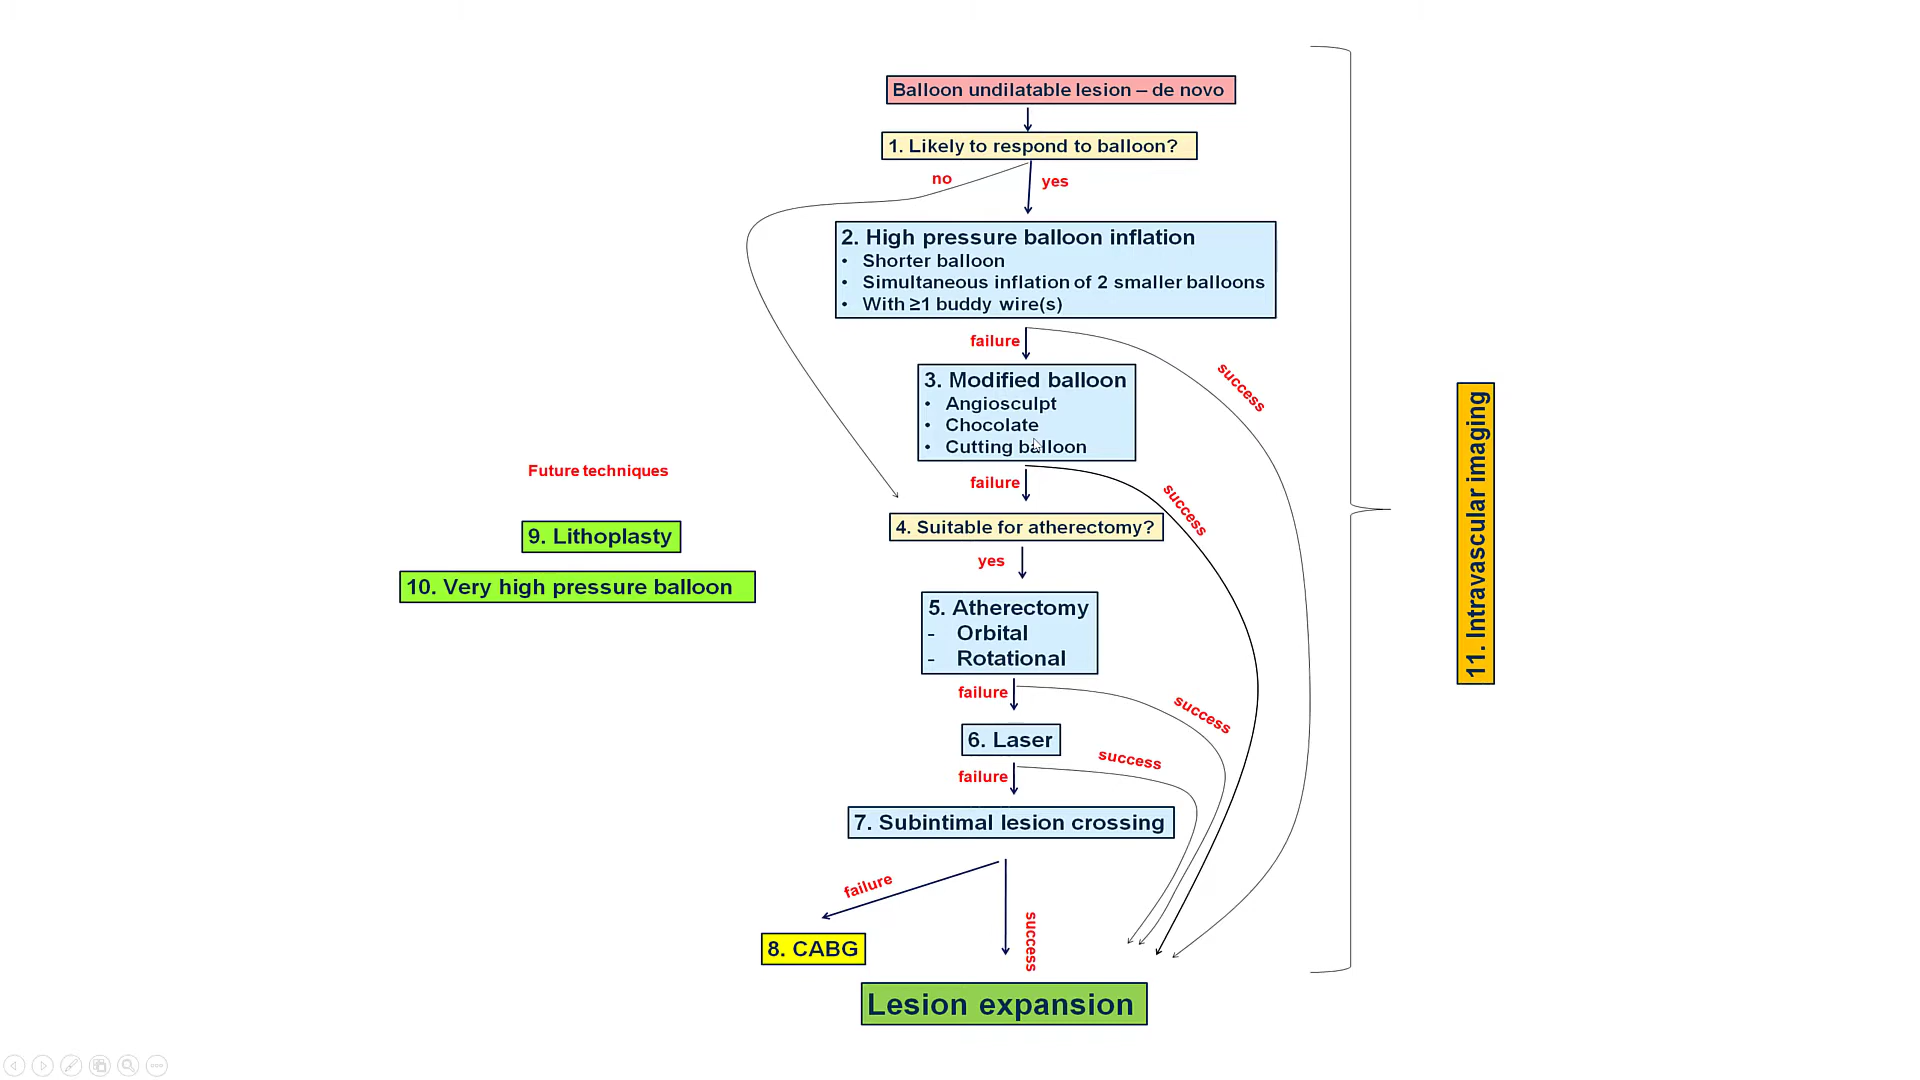 Balloon undilatable lesion – de novo
1. Likely to respond to balloon?
no
yes
2. High pressure balloon inflation
• Shorter balloon
• Simultaneous inflation of 2 smaller balloons
• With ≥1 buddy wire(s)
failure
success
3. Modified balloon
• Angiosculpt
• Chocolate
• Cutting balloon
failure
success
4. Suitable for atherectomy?
yes
5. Atherectomy
- Orbital
- Rotational
failure
success
6. Laser
failure
success
7. Subintimal lesion crossing
failure
success
8. CABG
Lesion expansion
Future techniques
9. Lithoplasty
10. Very high pressure balloon
11. Intravascular imaging